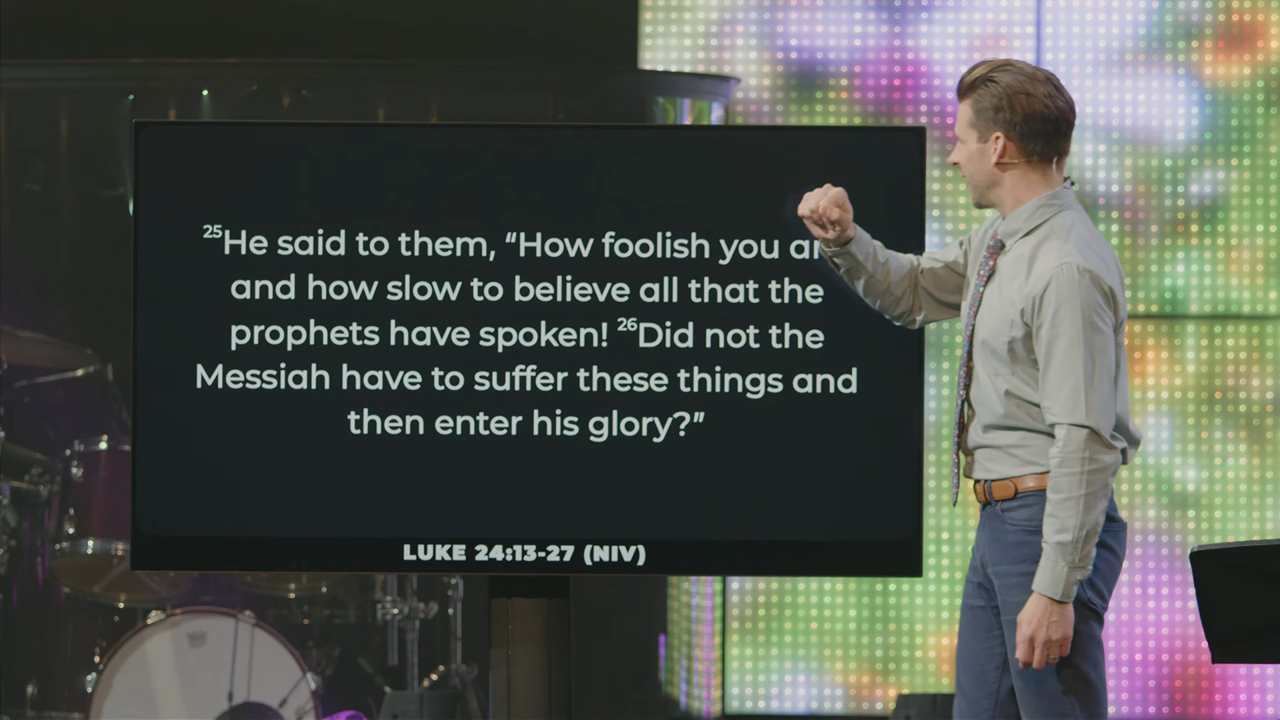 25He said to them, “How foolish you
and how slow to believe all that the
prophets have spoken! 26Did not the
Messiah have to suffer these things and
then enter his glory?”
LUKE 24:13-27 (NIV)